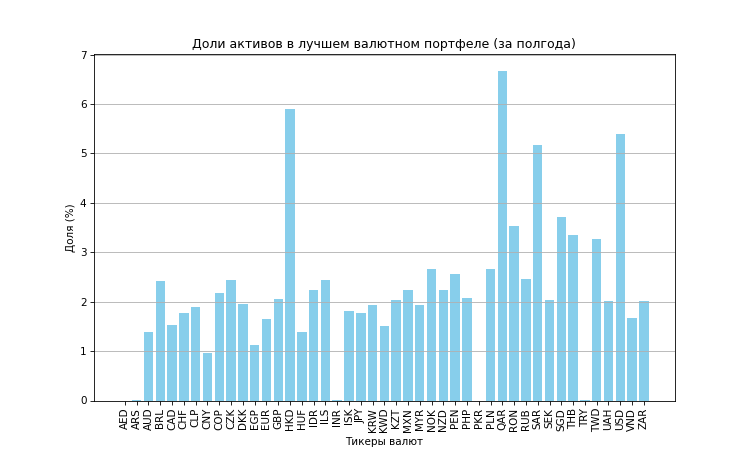 Доли активов в лучшем валютном портфеле (за полгода)
Доля (%)
7
6
5
4
3
2
1
0
AED ARS AUD BRL CAD CHF CLP CNY COP CZK DKK EGP EUR GBP HKD HUF IDR ILS INR ISK JPY KRW KWD KZT MXN MYR NOK NZD PEN PHP PKR PLN QAR RON RUB SAR SEK SGD THB TRY TWD UAH USD VND ZAR
Тикеры валют